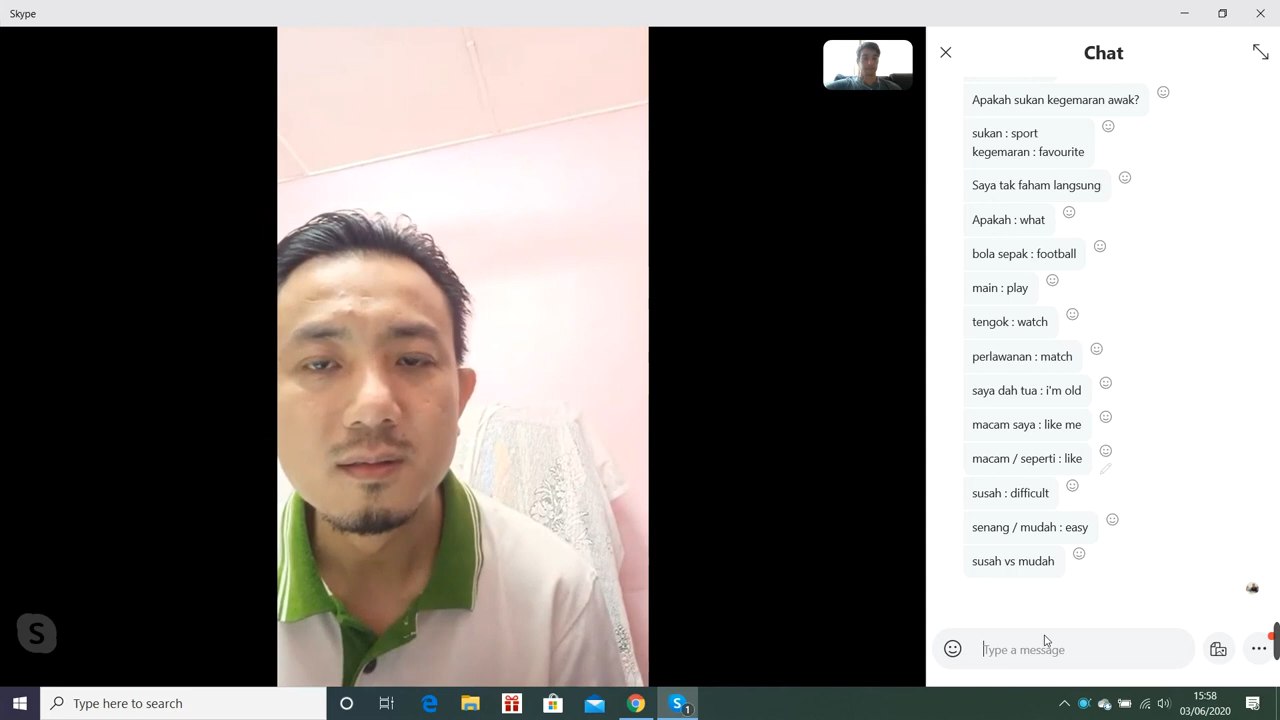 Skype
Chat
Apakah sukan kegemaran awak?
sukan : sport
kegemaran : favourite
Saya tak faham langsung
Apakah : what
bola sepak : football
main : play
tengok : watch
perlawanan : match
saya dah tua : i'm old
macam saya : like me
macam / seperti : like
susah : difficult
senang / mudah : easy
susah vs mudah
Type a message
S
Type here to search
1
15:58
03/06/2020